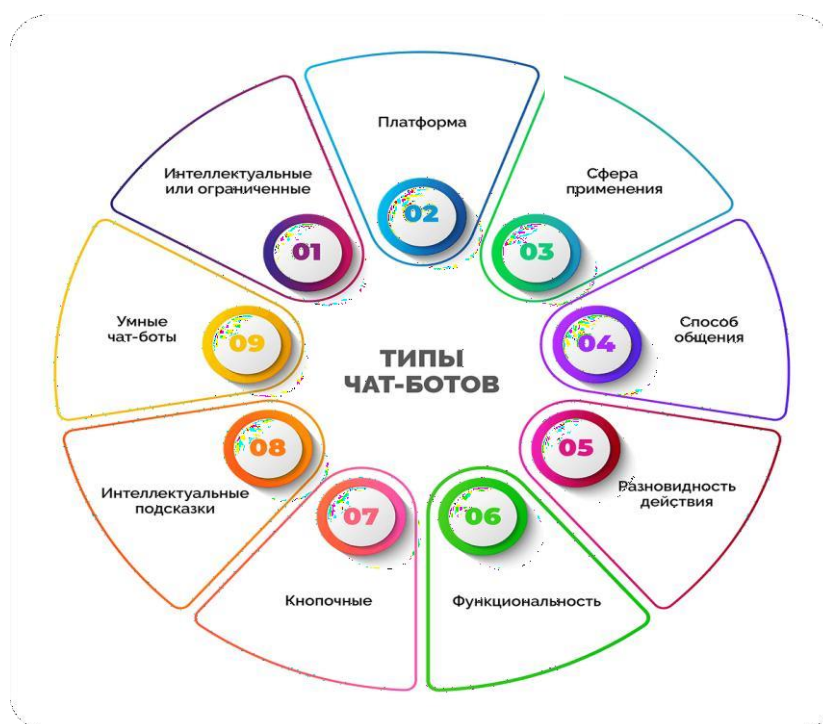 ТИПЫ
ЧАТ-БОТОВ
01
Интеллектуальные
или ограниченные
02
Платформа
03
Сфера
применения
04
Способ
общения
05
Разновидность
действия
06
Функциональность
07
Кнопочные
08
Интеллектуальные
подсказки
09
Умные
чат-боты